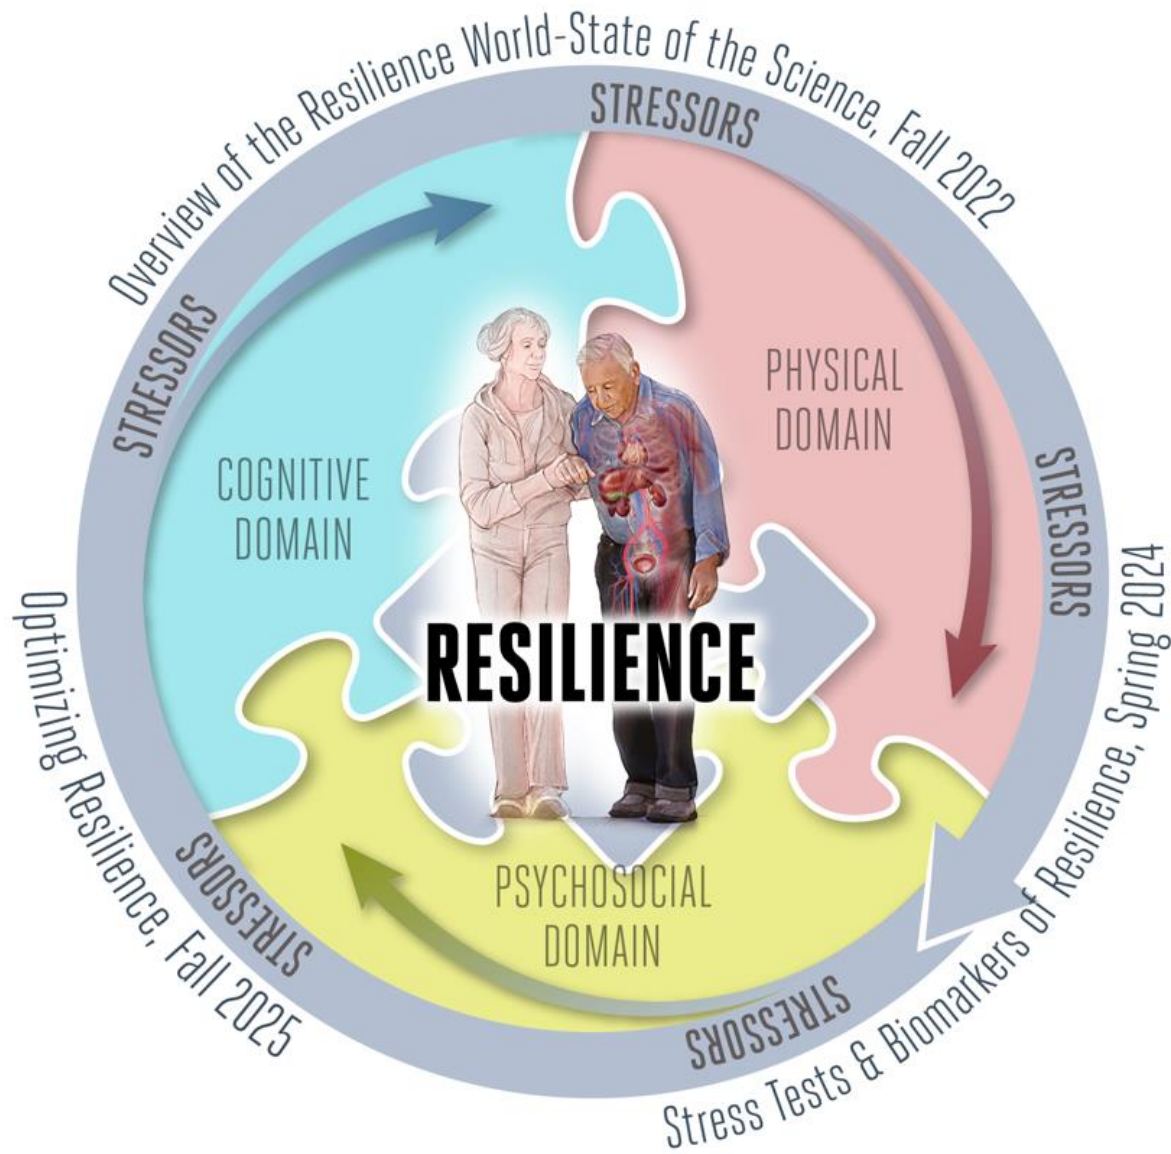 Overview of the Resilience World-State of the Science, Fall 2022
STRESSORS
STRESSORS
PHYSICAL
DOMAIN
STRESSORS
COGNITIVE
DOMAIN
RESILIENCE
PSYCHOSOCIAL
DOMAIN
STRESSORS
STRESSORS
Stress Tests & Biomarkers of Resilience, Spring 2024
Optimizing Resilience, Fall 2025